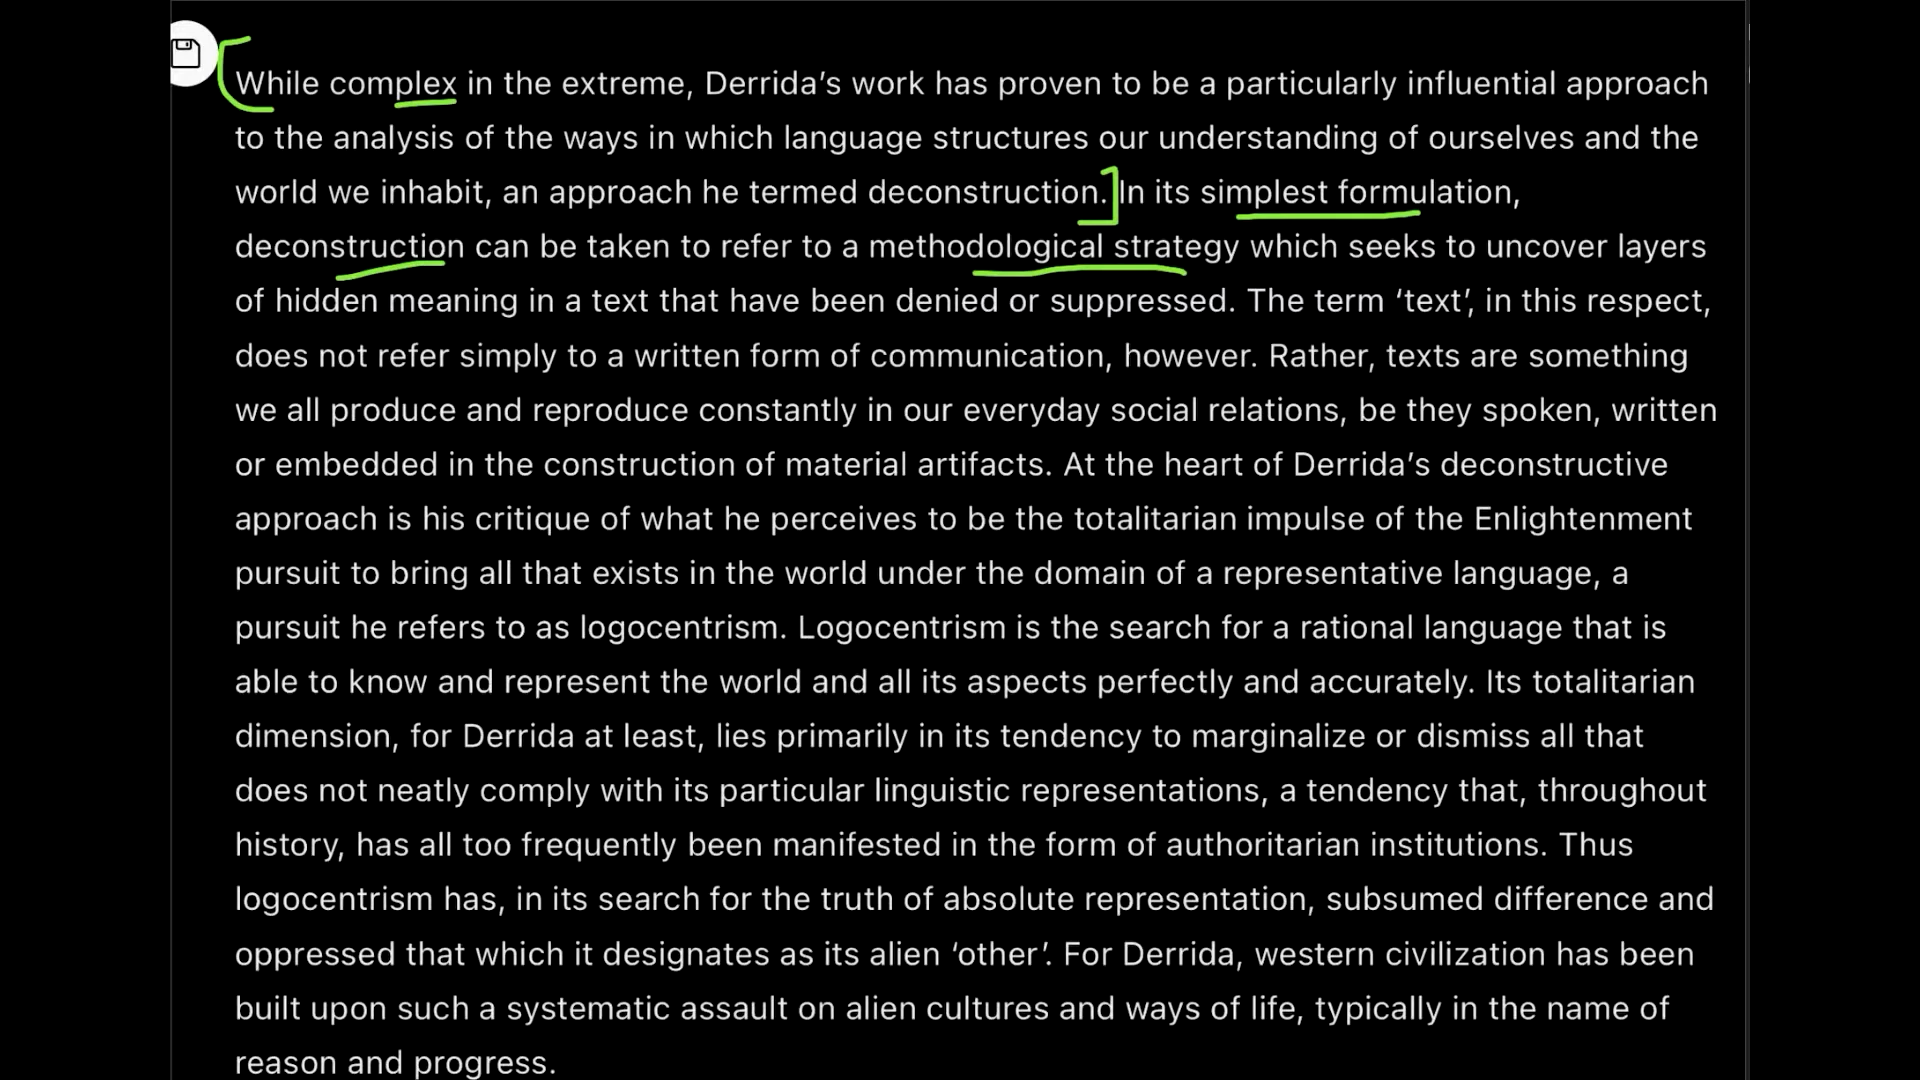 While complex in the extreme, Derrida’s work has proven to be a particularly influential approach
to the analysis of the ways in which language structures our understanding of ourselves and the
world we inhabit, an approach he termed deconstruction. In its simplest formulation,
deconstruction can be taken to refer to a methodological strategy which seeks to uncover layers
of hidden meaning in a text that have been denied or suppressed. The term ‘text’, in this respect,
does not refer simply to a written form of communication, however. Rather, texts are something
we all produce and reproduce constantly in our everyday social relations, be they spoken, written
or embedded in the construction of material artifacts. At the heart of Derrida’s deconstructive
approach is his critique of what he perceives to be the totalitarian impulse of the Enlightenment
pursuit to bring all that exists in the world under the domain of a representative language, a
pursuit he refers to as logocentrism. Logocentrism is the search for a rational language that is
able to know and represent the world and all its aspects perfectly and accurately. Its totalitarian
dimension, for Derrida at least, lies primarily in its tendency to marginalize or dismiss all that
does not neatly comply with its particular linguistic representations, a tendency that, throughout
history, has all too frequently been manifested in the form of authoritarian institutions. Thus
logocentrism has, in its search for the truth of absolute representation, subsumed difference and
oppressed that which it designates as its alien ‘other’. For Derrida, western civilization has been
built upon such a systematic assault on alien cultures and ways of life, typically in the name of
reason and progress.